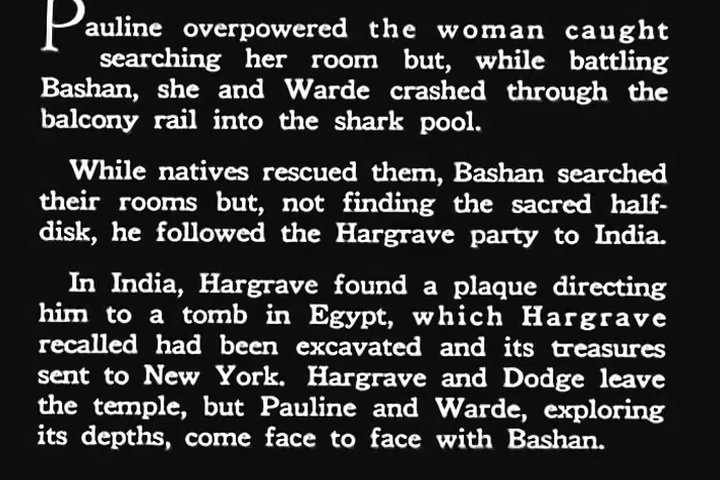 Pauline overpowered the woman caught
searching her room but, while battling
Bashan, she and Warde crashed through the
balcony rail into the shark pool.
While natives rescued them, Bashan searched
their rooms but, not finding the sacred half-
disk, he followed the Hargrave party to India.
In India, Hargrave found a plaque directing
him to a tomb in Egypt, which Hargrave
recalled had been excavated and its treasures
sent to New York. Hargrave and Dodge leave
the temple, but Pauline and Warde, exploring
its depths, come face to face with Bashan.